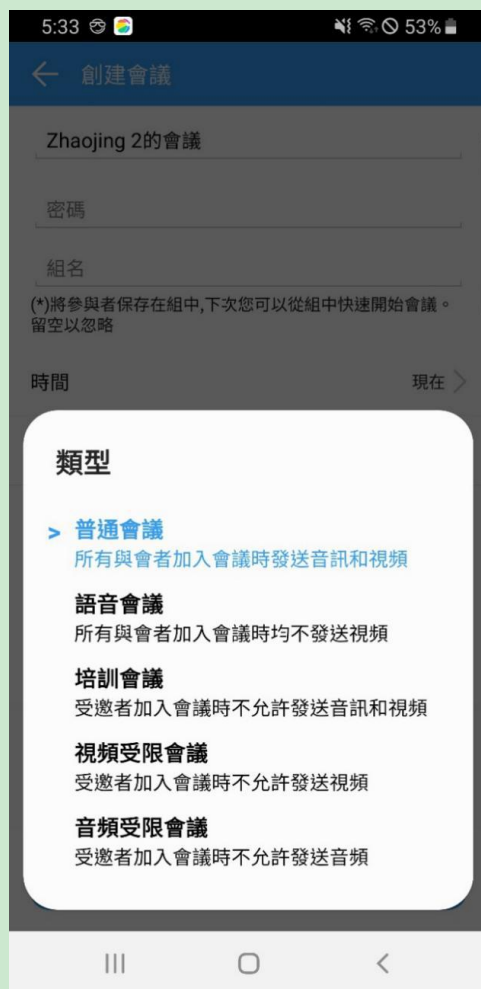 5:33
53%
創建會議
Zhaojing 2的會議
密碼
組名
(*)將參與者保存在組中,下次您可以從組中快速開始會議。
留空以忽略
時間
現在
類型
> 普通會議
所有與會者加入會議時發送音訊和視頻
語音會議
所有與會者加入會議時均不發送視頻
培訓會議
受邀者加入會議時不允許發送音訊和視頻
視頻受限會議
受邀者加入會議時不允許發送視頻
音頻受限會議
受邀者加入會議時不允許發送音頻